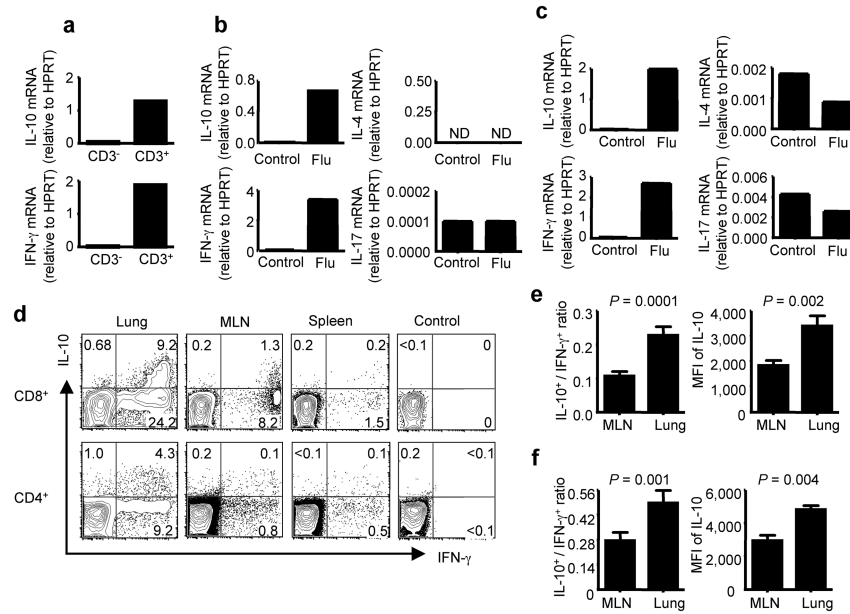 a
IL-10 mRNA
(relative to HPRT)
2
1
0
CD3- CD3+
IFN-γ mRNA
(relative to HPRT)
2
1
0
CD3- CD3+
b
IL-10 mRNA
(relative to HPRT)
0.8
0.4
0.0
Control Flu
IL-4 mRNA
(relative to HPRT)
0.50
0.25
0.00
ND ND
Control Flu
IFN-γ mRNA
(relative to HPRT)
4
2
0
Control Flu
IL-17 mRNA
(relative to HPRT)
0.0002
0.0001
0.0000
Control Flu
c
IL-10 mRNA
(relative to HPRT)
2
1
0
Control Flu
IL-4 mRNA
(relative to HPRT)
0.002
0.001
0.000
Control Flu
IFN-γ mRNA
(relative to HPRT)
3
2
1
0
Control Flu
IL-17 mRNA
(relative to HPRT)
0.006
0.004
0.002
0.000
Control Flu
d
Lung MLN Spleen Control
IL-10
CD8+
0.68 9.2
24.2
0.2 1.3
8.2
0.2 0.2
1.5
<0.1 0
0
CD4+
1.0 4.3
9.2
0.2 0.1
0.8
<0.1 0.1
0.5
0.2 <0.1
<0.1
IFN-γ
e
P = 0.0001
IL-10+ / IFN-γ+ ratio
0.3
0.2
0.1
0.0
MLN Lung
P = 0.002
MFI of IL-10
4,000
3,000
2,000
1,000
0
MLN Lung
f
P = 0.001
IL-10+ / IFN-γ+ ratio
0.56
0.42
0.28
0.14
0
MLN Lung
P = 0.004
MFI of IL-10
6,000
4,000
2,000
0
MLN Lung